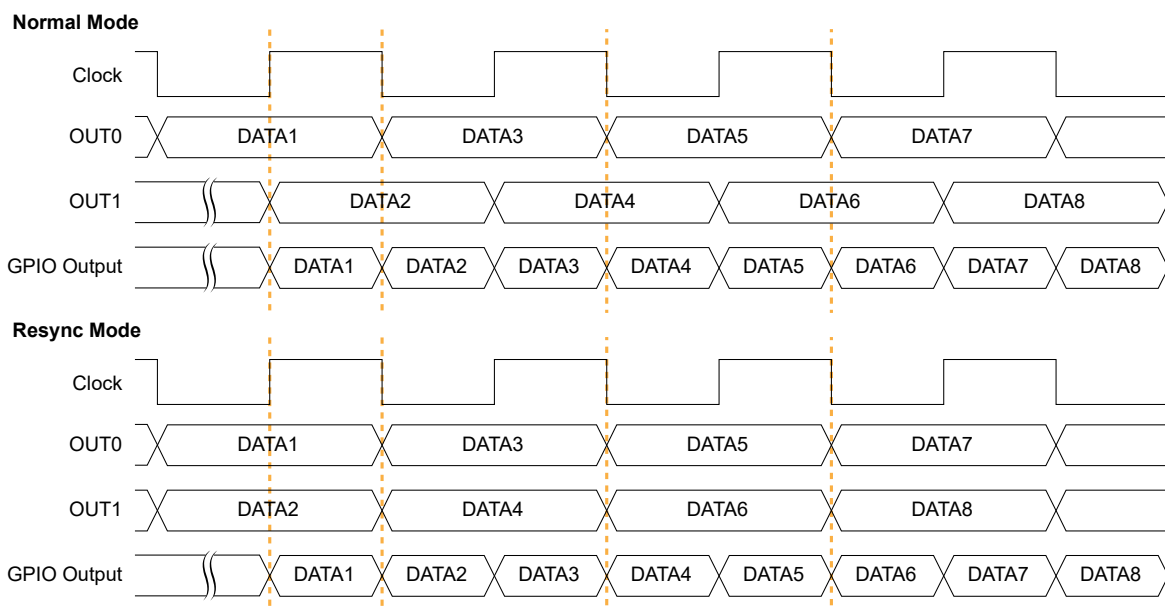 Normal Mode
Clock
OUT0 DATA1 DATA3 DATA5 DATA7
OUT1 DATA2 DATA4 DATA6 DATA8
GPIO Output DATA1 DATA2 DATA3 DATA4 DATA5 DATA6 DATA7 DATA8
Resync Mode
Clock
OUT0 DATA1 DATA3 DATA5 DATA7
OUT1 DATA2 DATA4 DATA6 DATA8
GPIO Output DATA1 DATA2 DATA3 DATA4 DATA5 DATA6 DATA7 DATA8